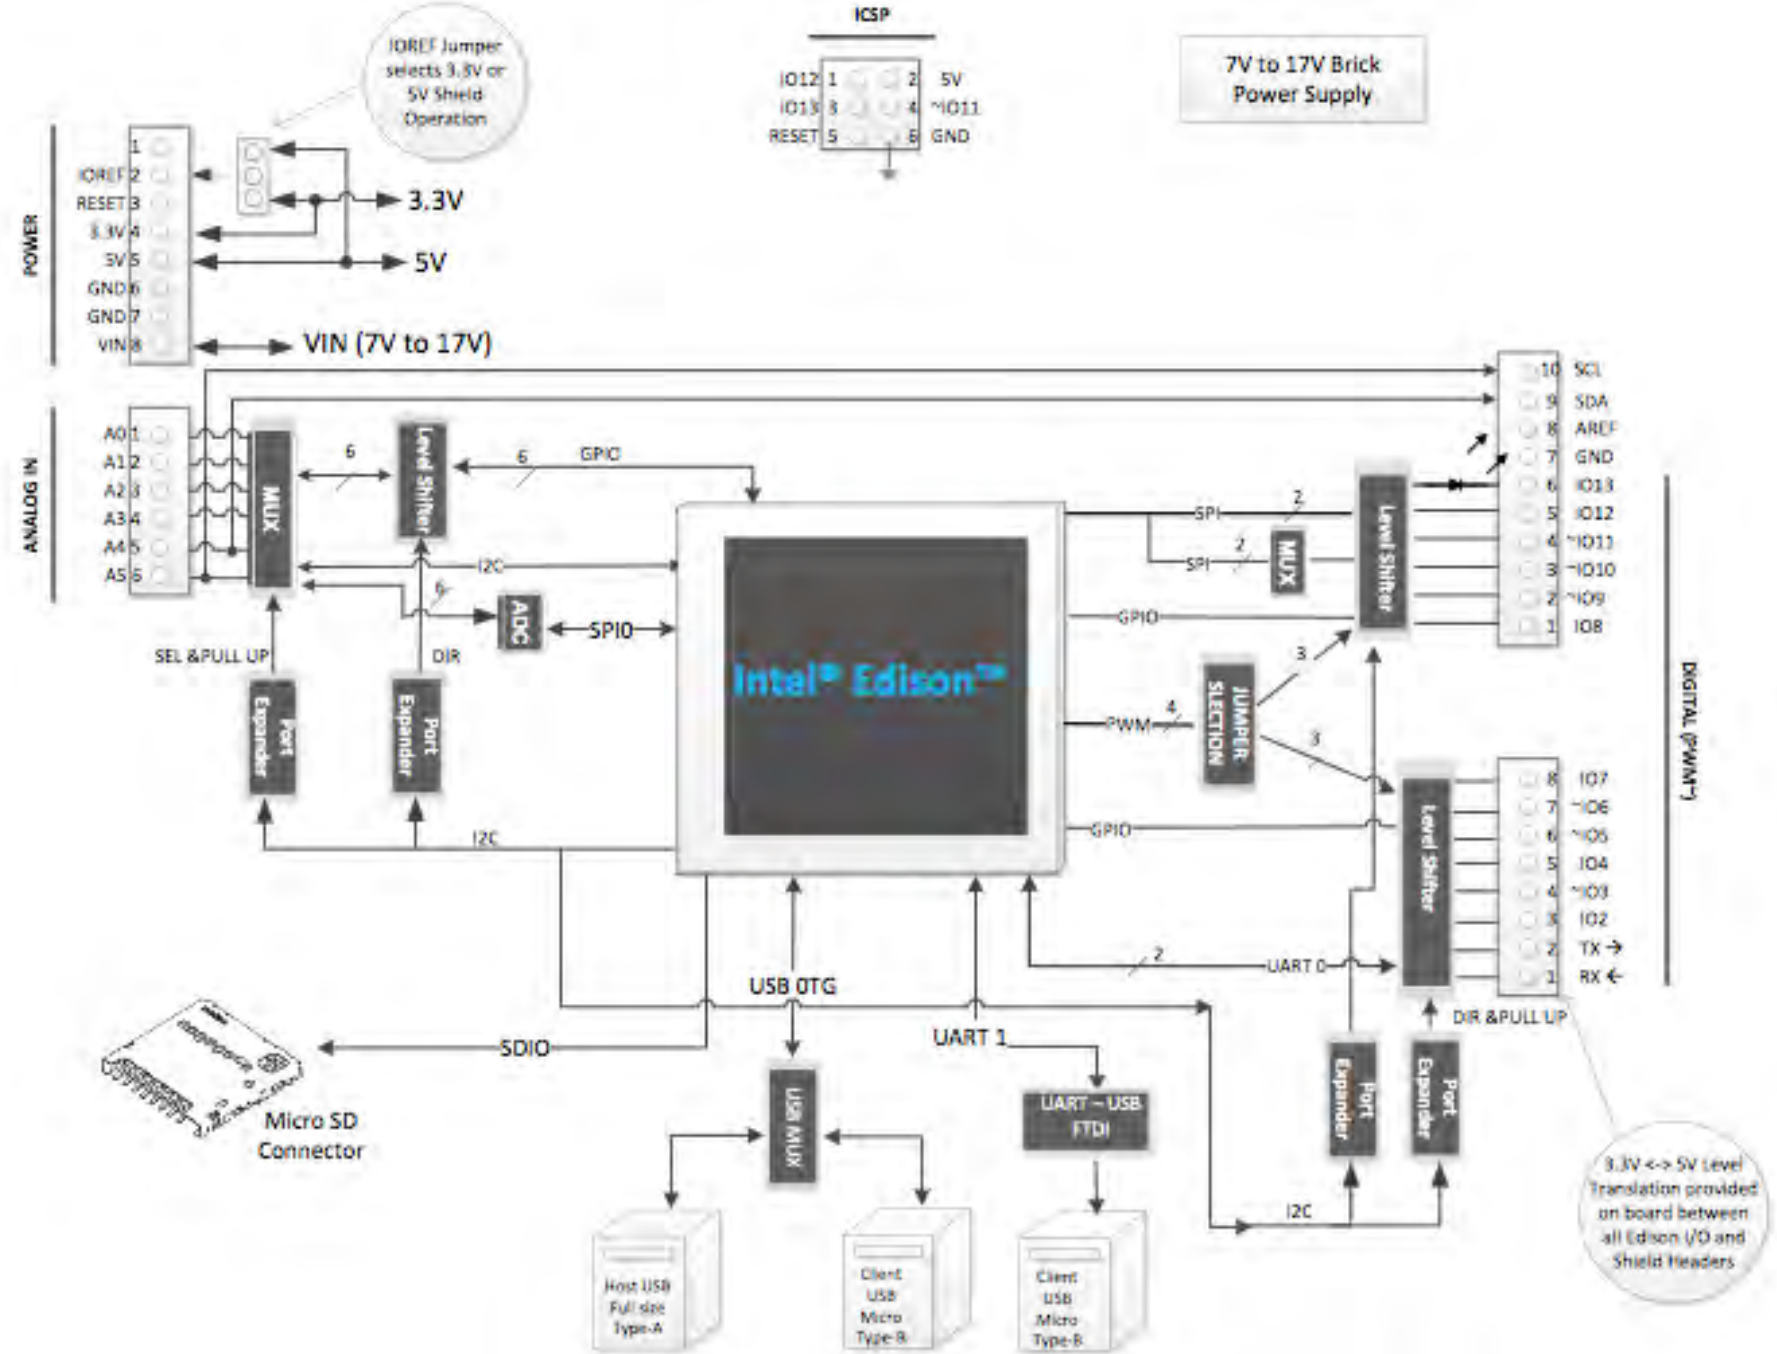 ICSP
IOREF Jumper
selects 3.3V or
5V Shield
Operation
IO12 1 2 5V
IO13 3 4 ~IO11
RESET 5 6 GND
7V to 17V Brick
Power Supply
POWER
1
IOREF 2
RESET 3
3.3V 4
5V 5
GND 6
GND 7
VIN 8
3.3V
5V
VIN (7V to 17V)
ANALOG IN
A0 1
A1 2
A2 3
A3 4
A4 5
A5 6
MUX
6
Level Shifter
6
GPIO
I2C
6
ADC
SPI0
SEL &PULL UP
DIR
Port
Expander
Port
Expander
I2C
Intel® Edison™
SPI
2
SPI
2
MUX
Level Shifter
GPIO
PWM
4
JUMPER
SLECTION
3
3
GPIO
Level Shifter
10 SCL
9 SDA
8 AREF
7 GND
6 IO13
5 IO12
4 ~IO11
3 ~IO10
2 ~IO9
1 IO8
DIGITAL (PWM~)
8 IO7
7 ~IO6
6 ~IO5
5 IO4
4 ~IO3
3 IO2
2 TX →
1 RX ←
2
UART 0
DIR &PULL UP
USB OTG
UART 1
SDIO
Micro SD
Connector
USB MUX
UART – USB
FTDI
Port
Expander
Port
Expander
I2C
Host USB
Full size
Type-A
Client
USB
Micro
Type-B
Client
USB
Micro
Type-B
3.3V <-> 5V Level
Translation provided
on board between
all Edison I/O and
Shield Headers